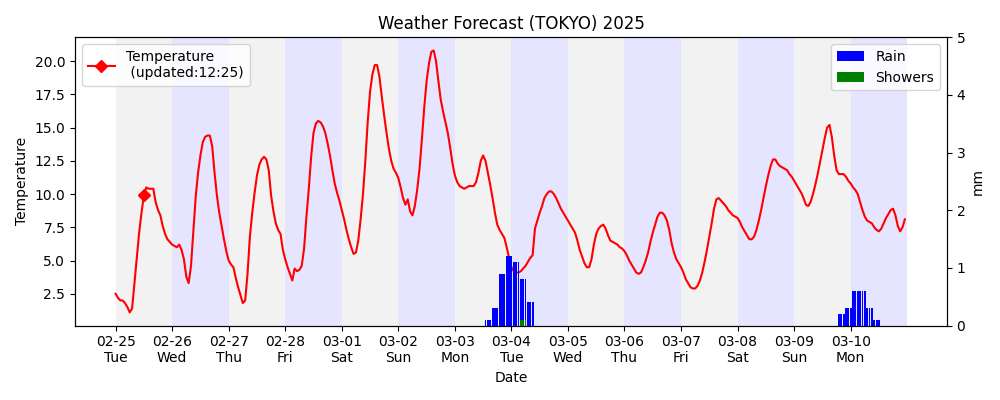 Weather Forecast (TOKYO) 2025
Temperature
(updated:12:25)
Rain
Showers
Temperature
20.0
17.5
15.0
12.5
10.0
7.5
5.0
2.5
5
4
3
2
1
0
mm
02-25 02-26 02-27 02-28 03-01 03-02 03-03 03-04 03-05 03-06 03-07 03-08 03-09 03-10
Tue Wed Thu Fri Sat Sun Mon Tue Wed Thu Fri Sat Sun Mon
Date